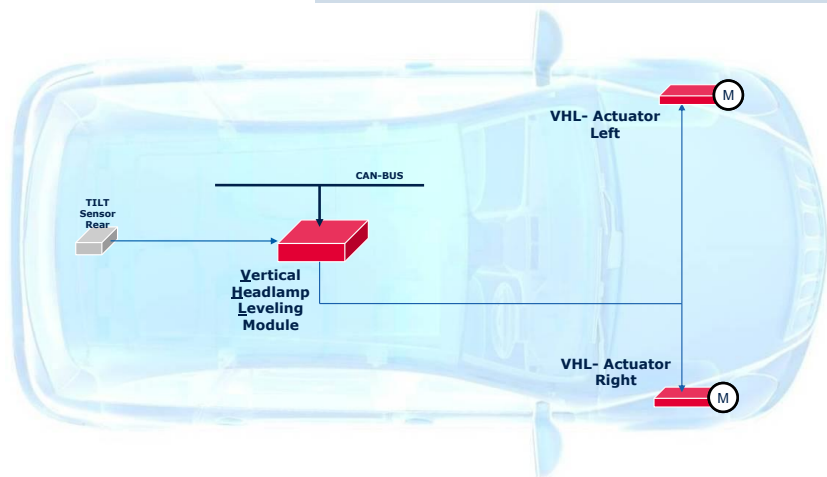 VHL- Actuator
Left
M
CAN-BUS
TILT
Sensor
Rear
Vertical
Headlamp
Leveling
Module
VHL- Actuator
Right
M